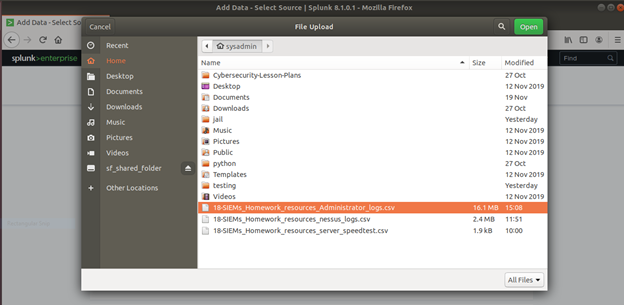 Add Data - Select Source | Splunk 8.1.0.1 - Mozilla Firefox
Add Data - Select Sou
splunk>enterprise
Find
Cancel
File Upload
Open
Recent
Home
Desktop
Documents
Downloads
Music
Pictures
Videos
sf_shared_folder
Other Locations
sysadmin
Name Size Modified
Cybersecurity-Lesson-Plans 27 Oct
Desktop 12 Nov 2019
Documents 19 Nov
Downloads 27 Oct
jail Yesterday
Music 12 Nov 2019
Pictures 12 Nov 2019
Public 12 Nov 2019
python 27 Oct
Templates 12 Nov 2019
testing Yesterday
Videos 12 Nov 2019
18-SIEMs_Homework_resources_Administrator_logs.csv 16.1 MB 15:08
18-SIEMs_Homework_resources_nessus_logs.csv 2.4 MB 11:51
18-SIEMs_Homework_resources_server_speedtest.csv 1.9 kB 10:00
All Files